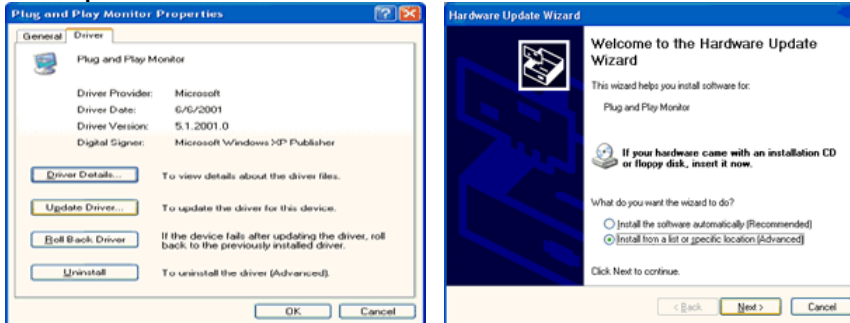 Plug and Play Monitor Properties
General
Driver
Plug and Play Monitor
Driver Provider: Microsoft
Driver Date: 6/6/2001
Driver Version: 5.1.2001.0
Digital Signer: Microsoft Windows XP Publisher
Driver Details... To view details about the driver files.
Update Driver... To update the driver for this device.
Roll Back Driver If the device fails after updating the driver, roll
back to the previously installed driver.
Uninstall To uninstall the driver (Advanced).
OK Cancel
Hardware Update Wizard
Welcome to the Hardware Update
Wizard
This wizard helps you install software for:
Plug and Play Monitor
If your hardware came with an installation CD
or floppy disk, insert it now.
What do you want the wizard to do?
Install the software automatically (Recommended)
Install from a list or specific location (Advanced)
Click Next to continue.
< Back Next > Cancel